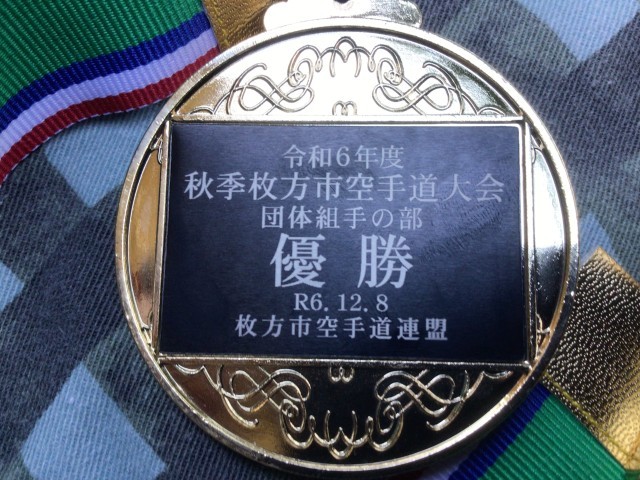 令和6年度
秋季枚方市空手道大会
団体組手の部
優勝
R6.12.8
枚方市空手道連盟